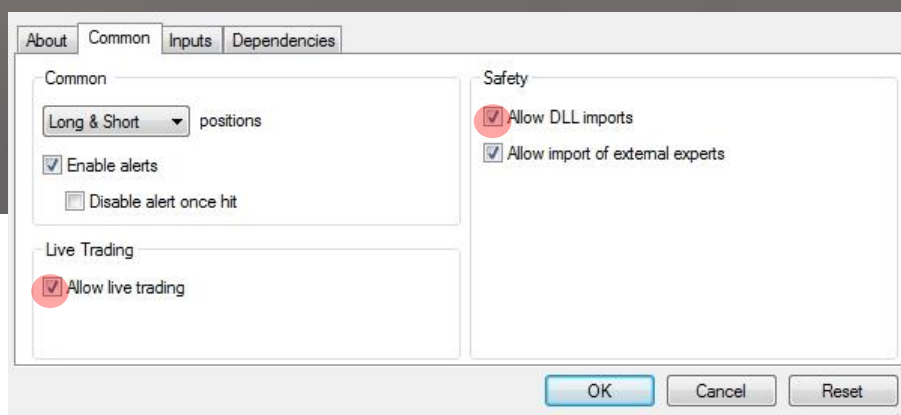 About Common Inputs Dependencies
Common
Long & Short positions
Enable alerts
Disable alert once hit
Live Trading
Allow live trading
Safety
Allow DLL imports
Allow import of external experts
OK Cancel Reset